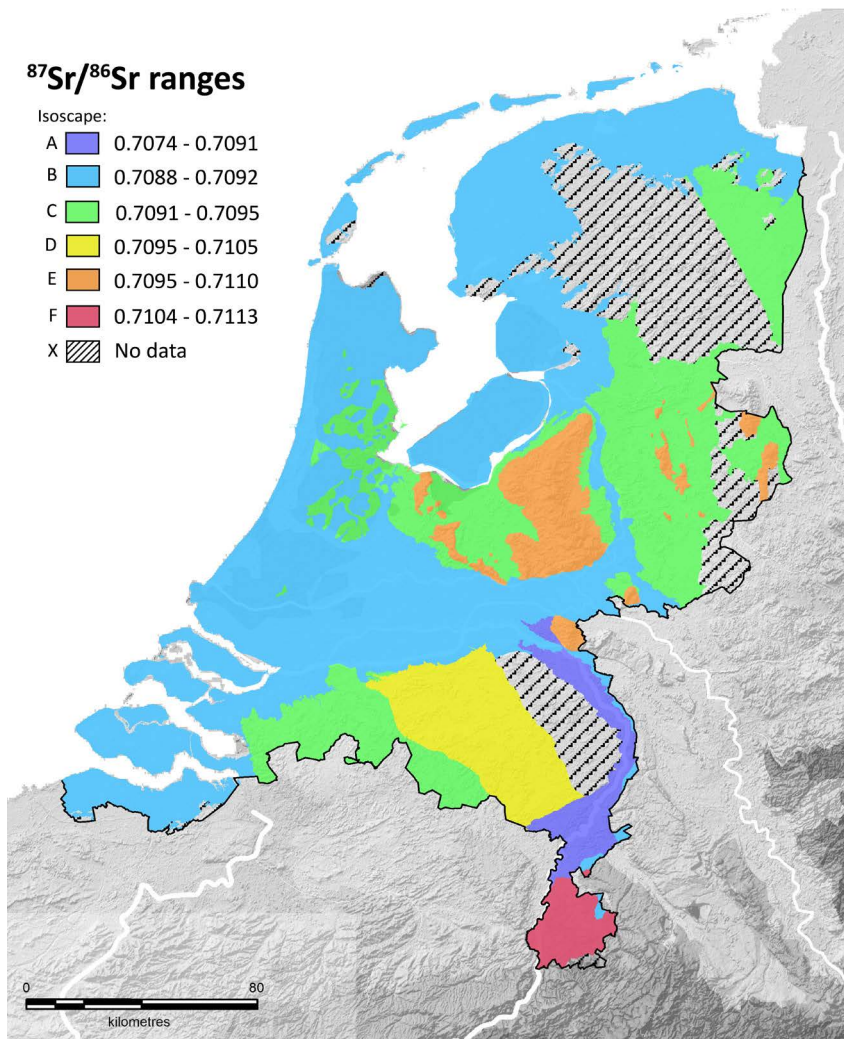 ⁸⁷Sr/⁸⁶Sr ranges
Isoscape:
A 0.7074 - 0.7091
B 0.7088 - 0.7092
C 0.7091 - 0.7095
D 0.7095 - 0.7105
E 0.7095 - 0.7110
F 0.7104 - 0.7113
X No data
0 80
kilometres